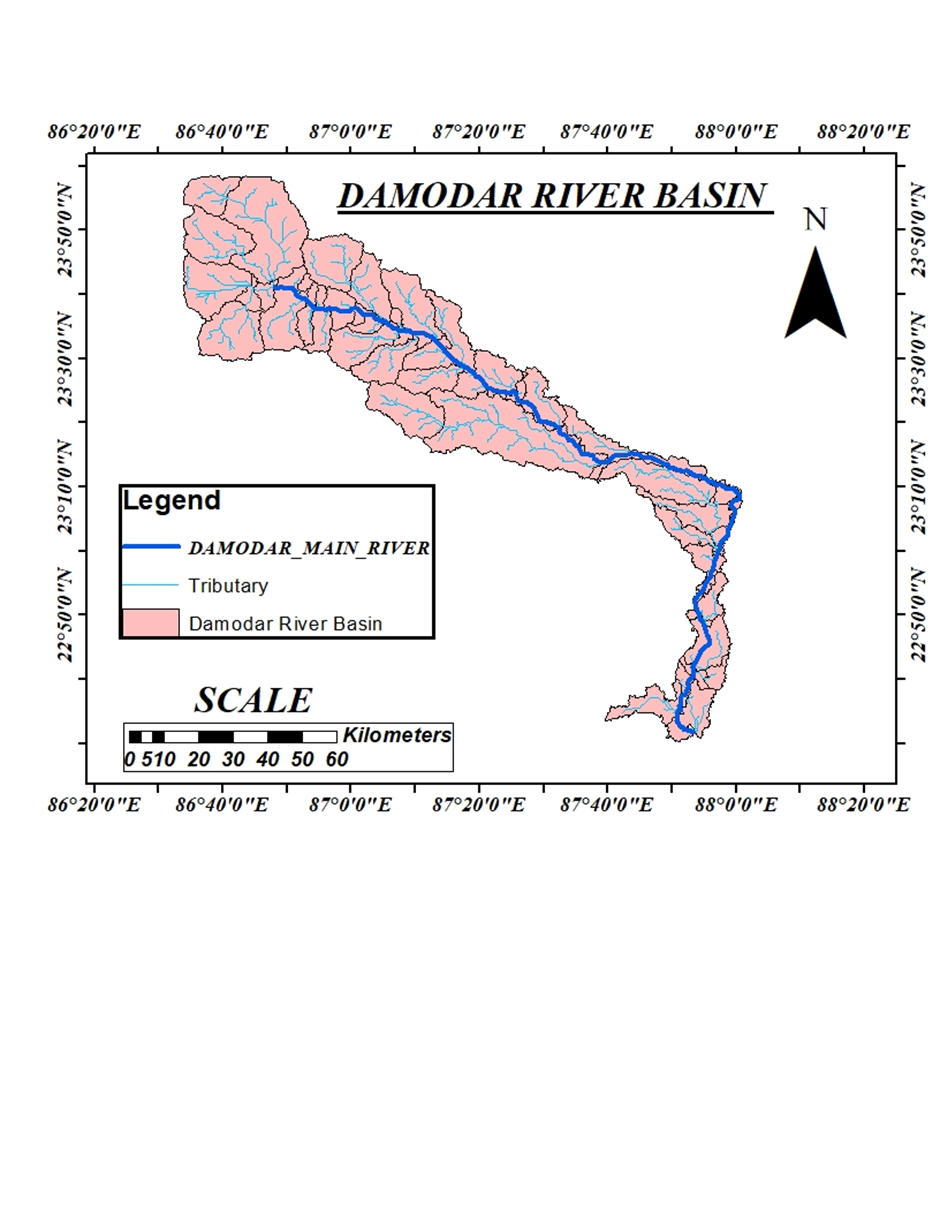 86°20'0"E 86°40'0"E 87°0'0"E 87°20'0"E 87°40'0"E 88°0'0"E 88°20'0"E
DAMODAR RIVER BASIN
N
23°50'0"N
23°50'0"N
23°30'0"N
23°30'0"N
23°10'0"N
23°10'0"N
22°50'0"N
22°50'0"N
Legend
DAMODAR_MAIN_RIVER
Tributary
Damodar River Basin
SCALE
Kilometers
0 510 20 30 40 50 60
86°20'0"E 86°40'0"E 87°0'0"E 87°20'0"E 87°40'0"E 88°0'0"E 88°20'0"E